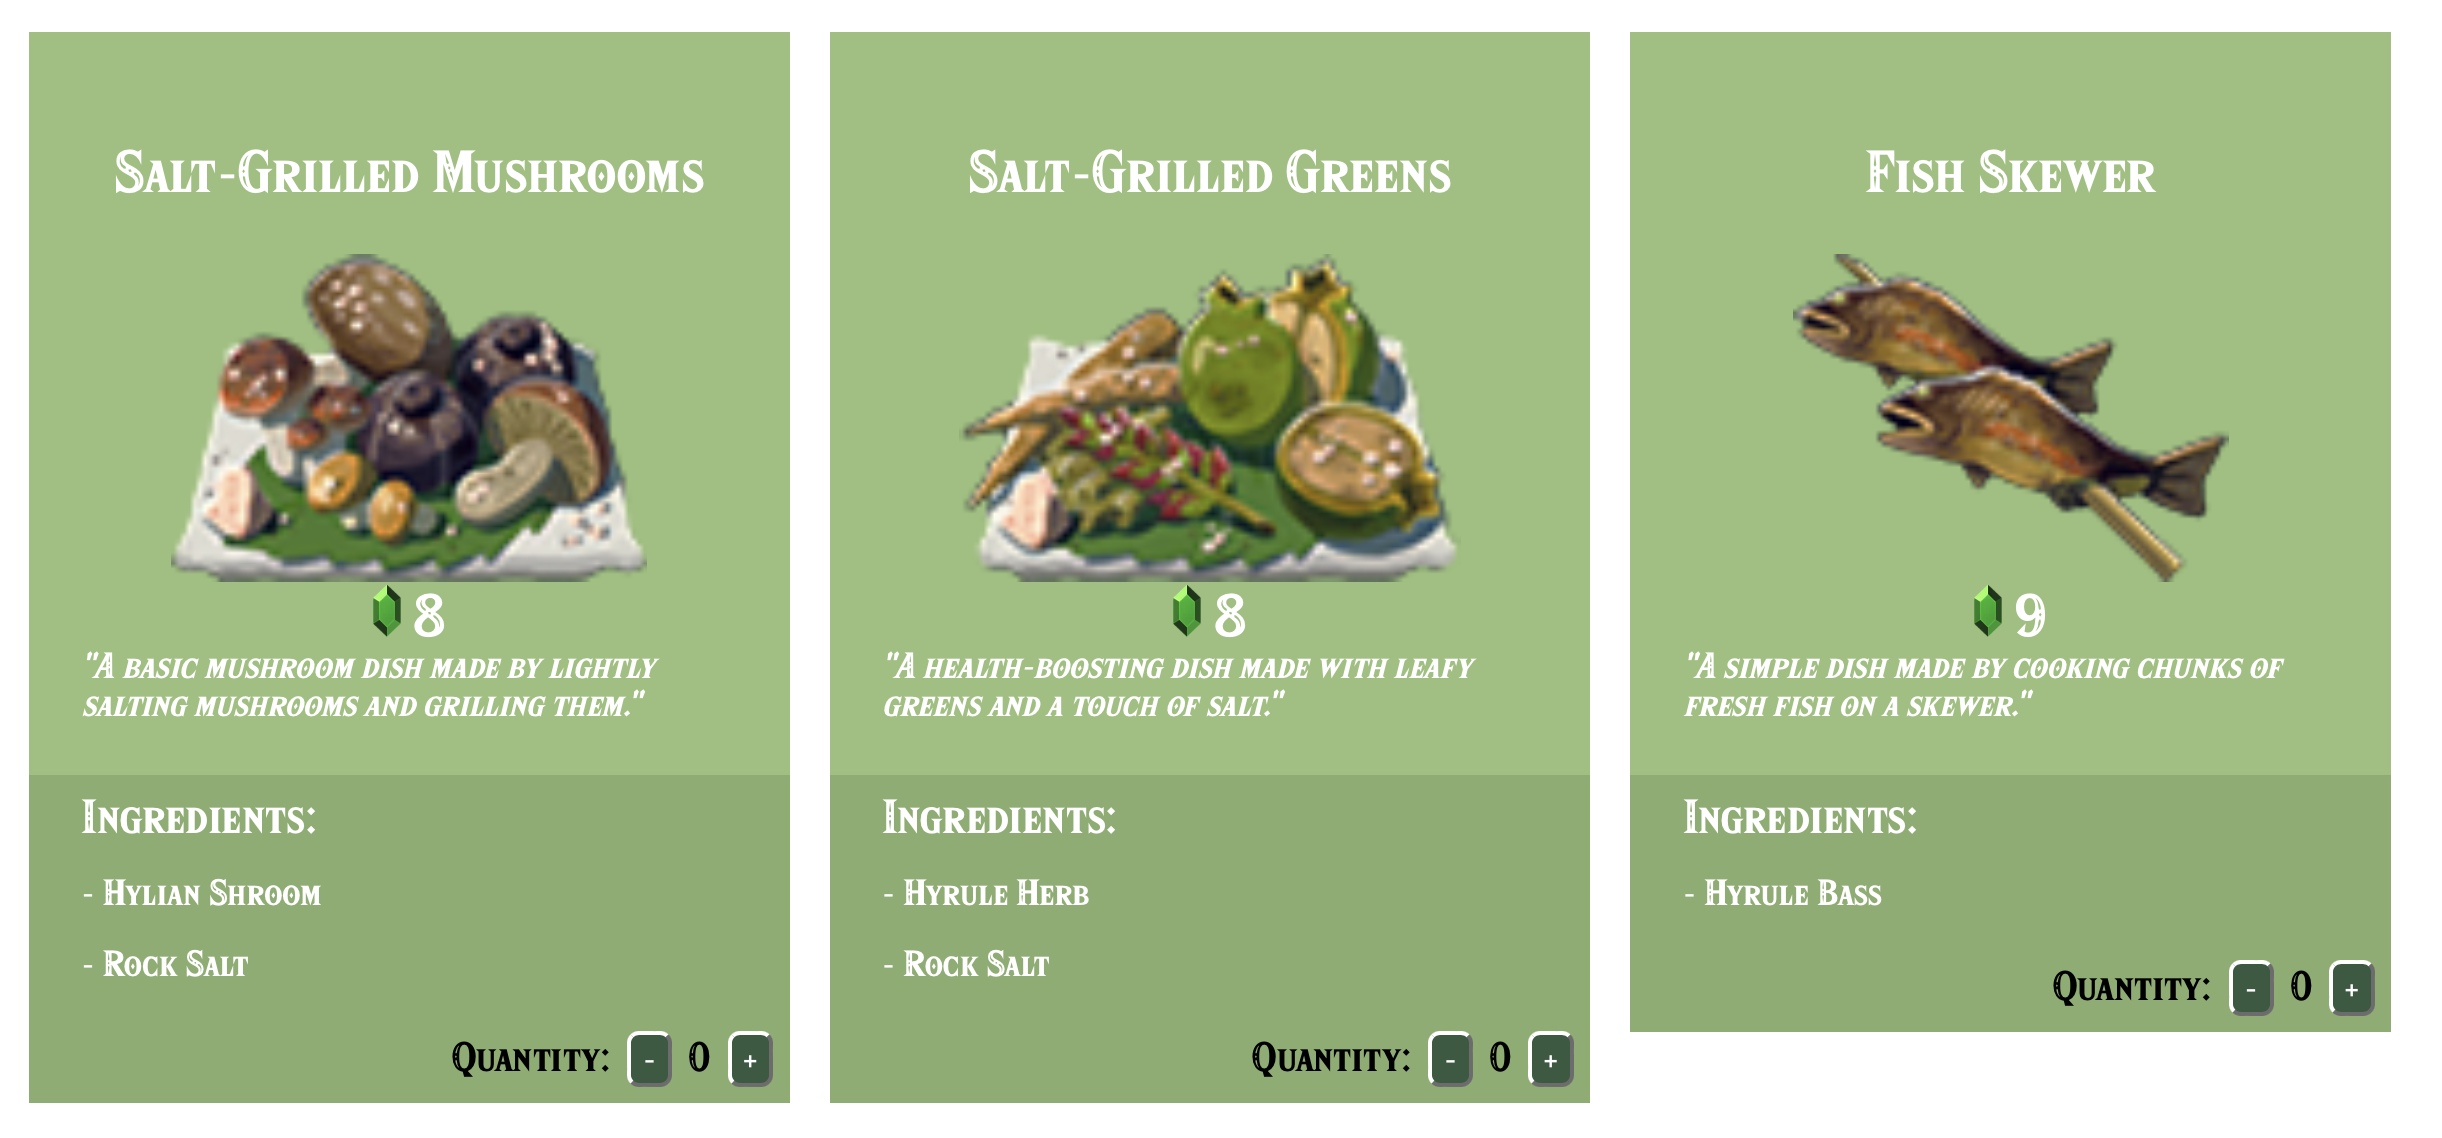 Salt-Grilled Mushrooms
8
"A basic mushroom dish made by lightly
salting mushrooms and grilling them."
Ingredients:
- Hylian Shroom
- Rock Salt
Quantity: - 0 +
Salt-Grilled Greens
8
"A health-boosting dish made with leafy
greens and a touch of salt."
Ingredients:
- Hyrule Herb
- Rock Salt
Quantity: - 0 +
Fish Skewer
9
"A simple dish made by cooking chunks of
fresh fish on a skewer."
Ingredients:
- Hyrule Bass
Quantity: - 0 +